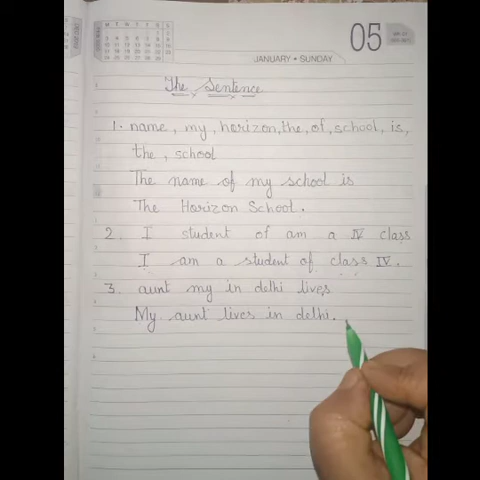 05
JANUARY • SUNDAY
The Sentence
1. name, my, horizon, the, of, school, is,
the, school
The name of my school is
The Horizon School.
2. I student of am a IV class
I am a student of class IV.
3. aunt my in delhi lives
My aunt lives in delhi.